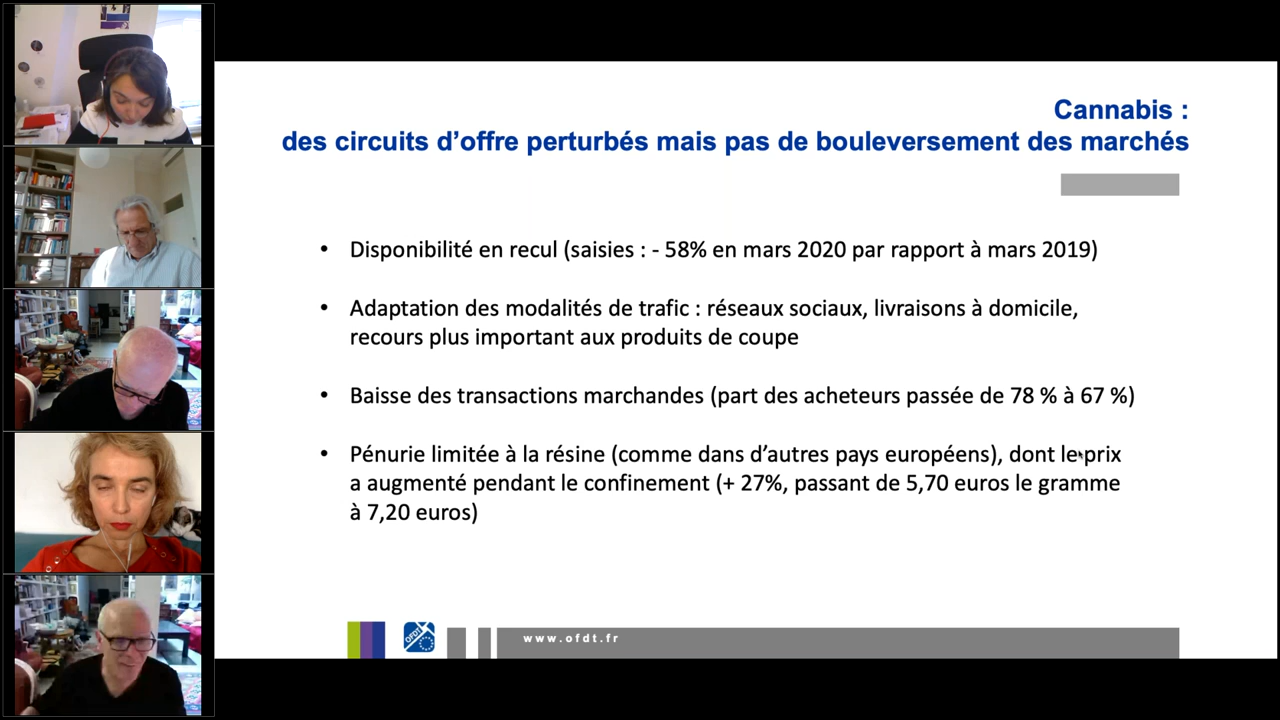 Cannabis :
des circuits d’offre perturbés mais pas de bouleversement des marchés
• Disponibilité en recul (saisies : - 58% en mars 2020 par rapport à mars 2019)
• Adaptation des modalités de trafic : réseaux sociaux, livraisons à domicile,
recours plus important aux produits de coupe
• Baisse des transactions marchandes (part des acheteurs passée de 78 % à 67 %)
• Pénurie limitée à la résine (comme dans d’autres pays européens), dont le prix
a augmenté pendant le confinement (+ 27%, passant de 5,70 euros le gramme
à 7,20 euros)
OFDT
www.ofdt.fr